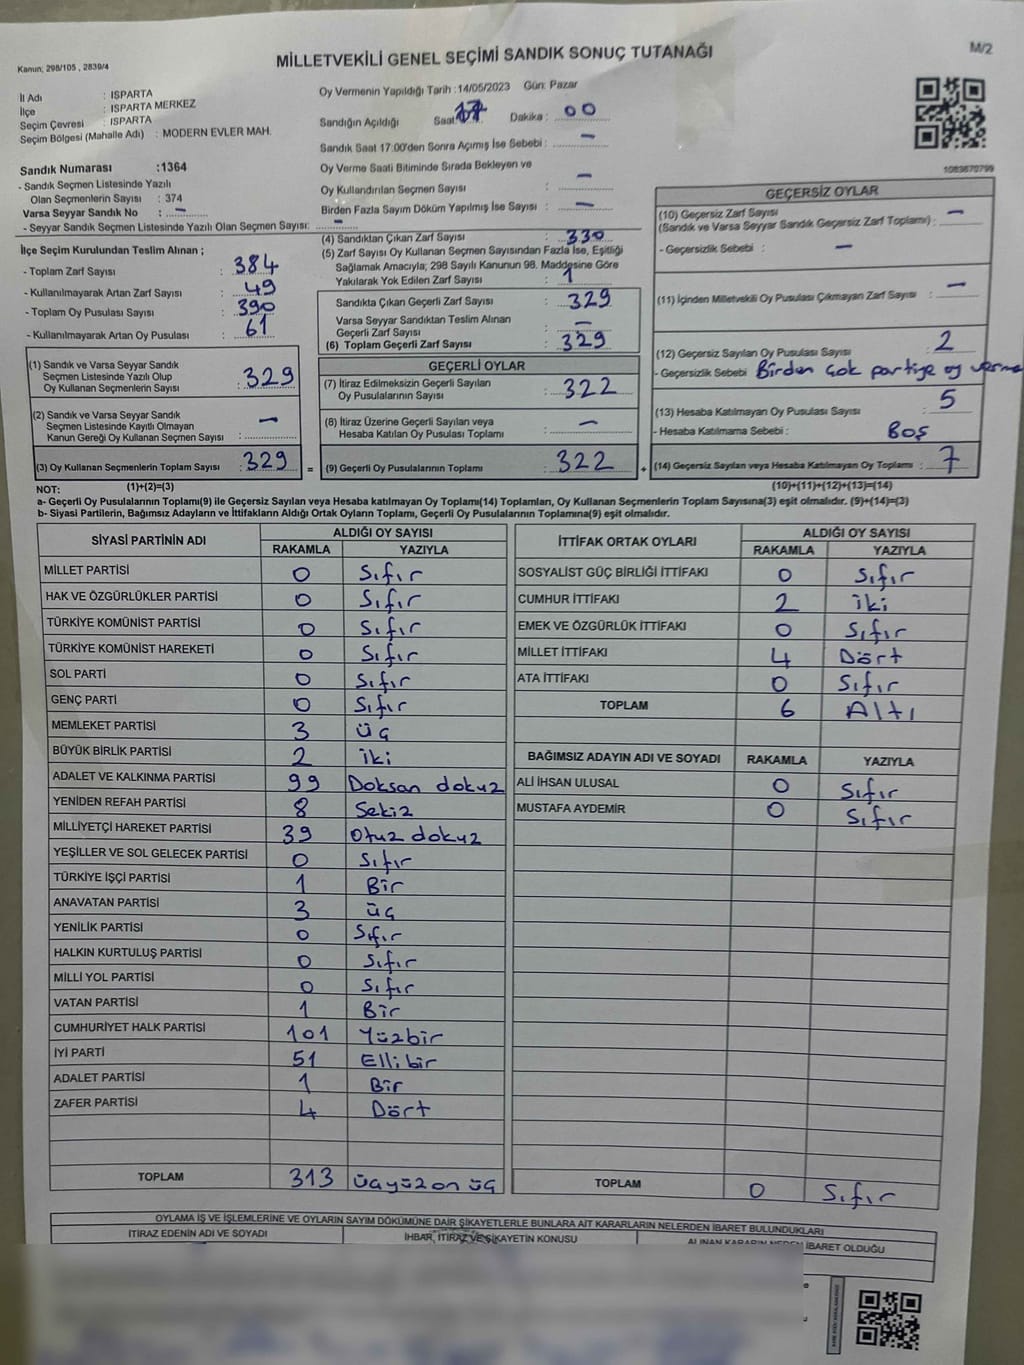 MİLLETVEKİLİ GENEL SEÇİMİ SANDIK SONUÇ TUTANAĞI
M/2
Kanun; 298/105 , 2839/4
İl Adı : ISPARTA
İlçe : ISPARTA MERKEZ
Seçim Çevresi : ISPARTA
Seçim Bölgesi (Mahalle Adı) : MODERN EVLER MAH.
Sandık Numarası :1364
- Sandık Seçmen Listesinde Yazılı
Olan Seçmenlerin Sayısı : 374
Varsa Seyyar Sandık No : -
- Seyyar Sandık Seçmen Listesinde Yazılı Olan Seçmen Sayısı: -
İlçe Seçim Kurulundan Teslim Alınan ;
- Toplam Zarf Sayısı : 384
- Kullanılmayarak Artan Zarf Sayısı : 49
- Toplam Oy Pusulası Sayısı : 390
- Kullanılmayarak Artan Oy Pusulası : 61
Oy Vermenin Yapıldığı Tarih :14/05/2023 Gün: Pazar
Sandığın Açıldığı Saat: 17 Dakika : 00
Sandık Saat 17:00'den Sonra Açımış İse Sebebi : -
Oy Verme Saati Bitiminde Sırada Bekleyen ve
Oy Kullandırılan Seçmen Sayısı : -
Birden Fazla Sayım Döküm Yapılmış İse Sayısı : -
(4) Sandıktan Çıkan Zarf Sayısı : 330
(5) Zarf Sayısı Oy Kullanan Seçmen Sayısından Fazla İse, Eşitliği
Sağlamak Amacıyla; 298 Sayılı Kanunun 98. Maddesine Göre
Yakılarak Yok Edilen Zarf Sayısı : 1
Sandıkta Çıkan Geçerli Zarf Sayısı : 329
Varsa Seyyar Sandıktan Teslim Alınan
Geçerli Zarf Sayısı : -
(6) Toplam Geçerli Zarf Sayısı : 329
1089670799
GEÇERSİZ OYLAR
(10) Geçersiz Zarf Sayısı
(Sandık ve Varsa Seyyar Sandık Geçersiz Zarf Toplamı) : -
- Geçersizlik Sebebi : -
(11) İçinden Milletvekili Oy Pusulası Çıkmayan Zarf Sayısı : -
(12) Geçersiz Sayılan Oy Pusulası Sayısı : 2
- Geçersizlik Sebebi Birden çok partiye oy verme
(13) Hesaba Katılmayan Oy Pusulası Sayısı : 5
- Hesaba Katılmama Sebebi : Boş
(14) Geçersiz Sayılan veya Hesaba Katılmayan Oy Toplamı : 7
(1) Sandık ve Varsa Seyyar Sandık
Seçmen Listesinde Yazılı Olup
Oy Kullanan Seçmenlerin Sayısı : 329
(2) Sandık ve Varsa Seyyar Sandık
Seçmen Listesinde Kayıtlı Olmayan
Kanun Gereği Oy Kullanan Seçmen Sayısı : -
(3) Oy Kullanan Seçmenlerin Toplam Sayısı : 329 =
GEÇERLİ OYLAR
(7) İtiraz Edilmeksizin Geçerli Sayılan
Oy Pusulalarının Sayısı : 322
(8) İtiraz Üzerine Geçerli Sayılan veya
Hesaba Katılan Oy Pusulası Toplamı : -
(9) Geçerli Oy Pusulalarının Toplamı : 322 +
NOT: (1)+(2)=(3) (10)+(11)+(12)+(13)=(14)
a- Geçerli Oy Pusulalarının Toplamı(9) ile Geçersiz Sayılan veya Hesaba katılmayan Oy Toplamı(14) Toplamları, Oy Kullanan Seçmenlerin Toplam Sayısına(3) eşit olmalıdır. (9)+(14)=(3)
b- Siyasi Partilerin, Bağımsız Adayların ve İttifakların Aldığı Ortak Oyların Toplamı, Geçerli Oy Pusulalarının Toplamına(9) eşit olmalıdır.
SİYASİ PARTİNİN ADI ALDIĞI OY SAYISI
RAKAMLA YAZIYLA
MİLLET PARTİSİ 0 Sıfır
HAK VE ÖZGÜRLÜKLER PARTİSİ 0 Sıfır
TÜRKİYE KOMÜNİST PARTİSİ 0 Sıfır
TÜRKİYE KOMÜNİST HAREKETİ 0 Sıfır
SOL PARTİ 0 Sıfır
GENÇ PARTİ 0 Sıfır
MEMLEKET PARTİSİ 3 üç
BÜYÜK BİRLİK PARTİSİ 2 iki
ADALET VE KALKINMA PARTİSİ 99 Doksan dokuz
YENİDEN REFAH PARTİSİ 8 Sekiz
MİLLİYETÇİ HAREKET PARTİSİ 39 Otuz dokuz
YEŞİLLER VE SOL GELECEK PARTİSİ 0 Sıfır
TÜRKİYE İŞÇİ PARTİSİ 1 Bir
ANAVATAN PARTİSİ 3 üç
YENİLİK PARTİSİ 0 Sıfır
HALKIN KURTULUŞ PARTİSİ 0 Sıfır
MİLLİ YOL PARTİSİ 0 Sıfır
VATAN PARTİSİ 1 Bir
CUMHURİYET HALK PARTİSİ 101 Yüzbir
İYİ PARTİ 51 Ellibir
ADALET PARTİSİ 1 Bir
ZAFER PARTİSİ 4 Dört
TOPLAM 313 üçyüz on üç
İTTİFAK ORTAK OYLARI ALDIĞI OY SAYISI
RAKAMLA YAZIYLA
SOSYALİST GÜÇ BİRLİĞİ İTTİFAKI 0 Sıfır
CUMHUR İTTİFAKI 2 iki
EMEK VE ÖZGÜRLÜK İTTİFAKI 0 Sıfır
MİLLET İTTİFAKI 4 Dört
ATA İTTİFAKI 0 Sıfır
TOPLAM 6 Altı
BAĞIMSIZ ADAYIN ADI VE SOYADI RAKAMLA YAZIYLA
ALİ İHSAN ULUSAL 0 Sıfır
MUSTAFA AYDEMİR 0 Sıfır
TOPLAM 0 Sıfır
OYLAMA İŞ VE İŞLEMLERİNE VE OYLARIN SAYIM DÖKÜMÜNE DAİR ŞİKAYETLERLE BUNLARA AİT KARARLARIN NELERDEN İBARET BULUNDUKLARI
İTİRAZ EDENİN ADI VE SOYADI İHBAR, İTİRAZ VE ŞİKAYETİN KONUSU ALINAN KARARIN NEDEN İBARET OLDUĞU